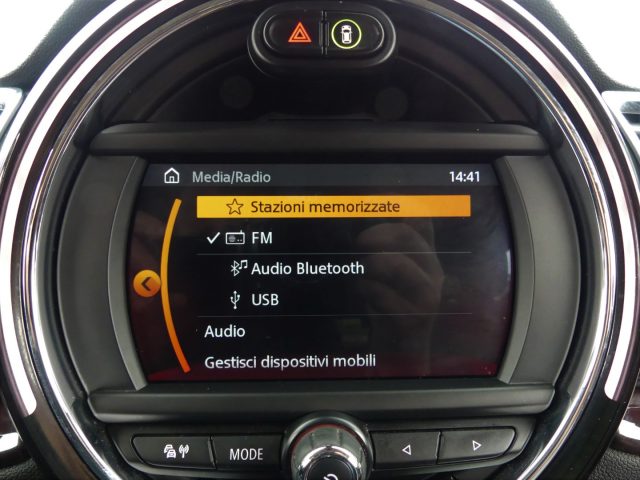 Media/Radio 14:41
Stazioni memorizzate
FM
Audio Bluetooth
USB
Audio
Gestisci dispositivi mobili
MODE